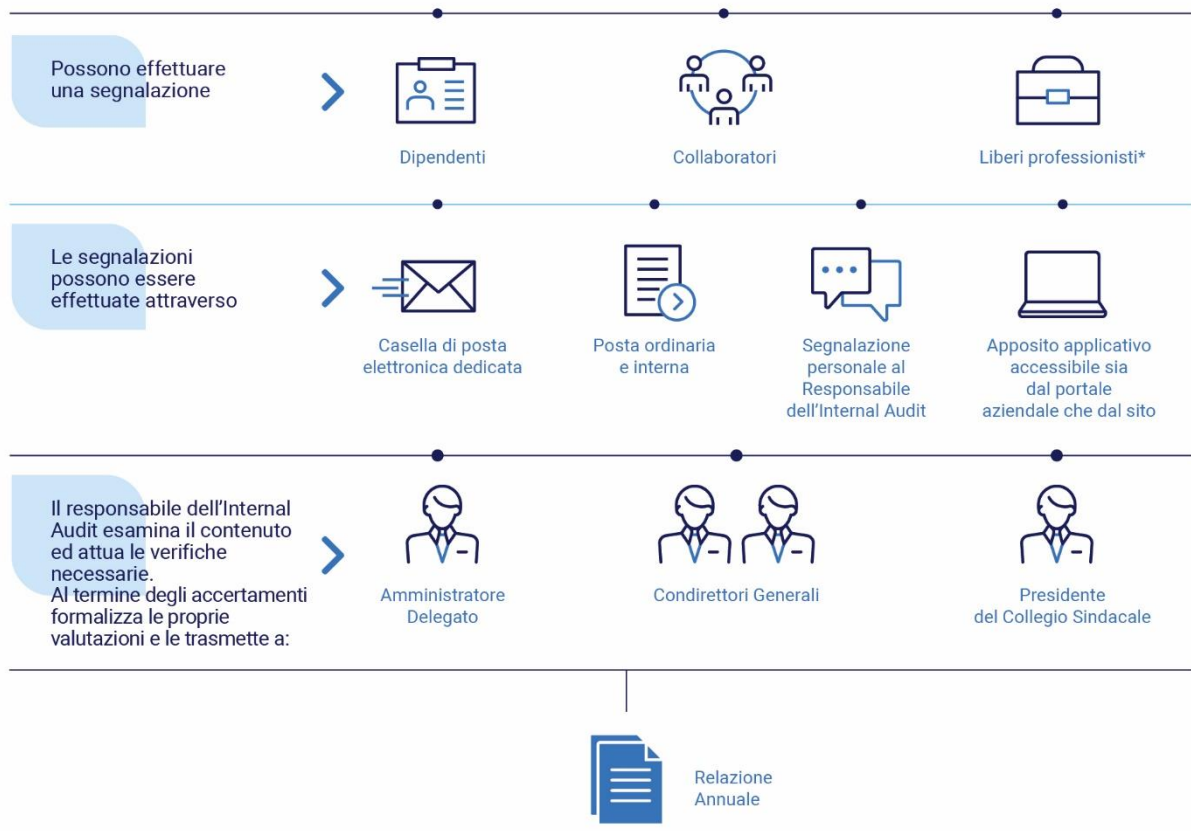 Possono effettuare
una segnalazione
Dipendenti
Collaboratori
Liberi professionisti*
Le segnalazioni
possono essere
effettuate attraverso
Casella di posta
elettronica dedicata
Posta ordinaria
e interna
Segnalazione
personale al
Responsabile
dell'Internal Audit
Apposito applicativo
accessibile sia
dal portale
aziendale che dal sito
Il responsabile dell'Internal
Audit esamina il contenuto
ed attua le verifiche
necessarie.
Al termine degli accertamenti
formalizza le proprie
valutazioni e le trasmette a:
Amministratore
Delegato
Condirettori Generali
Presidente
del Collegio Sindacale
Relazione
Annuale